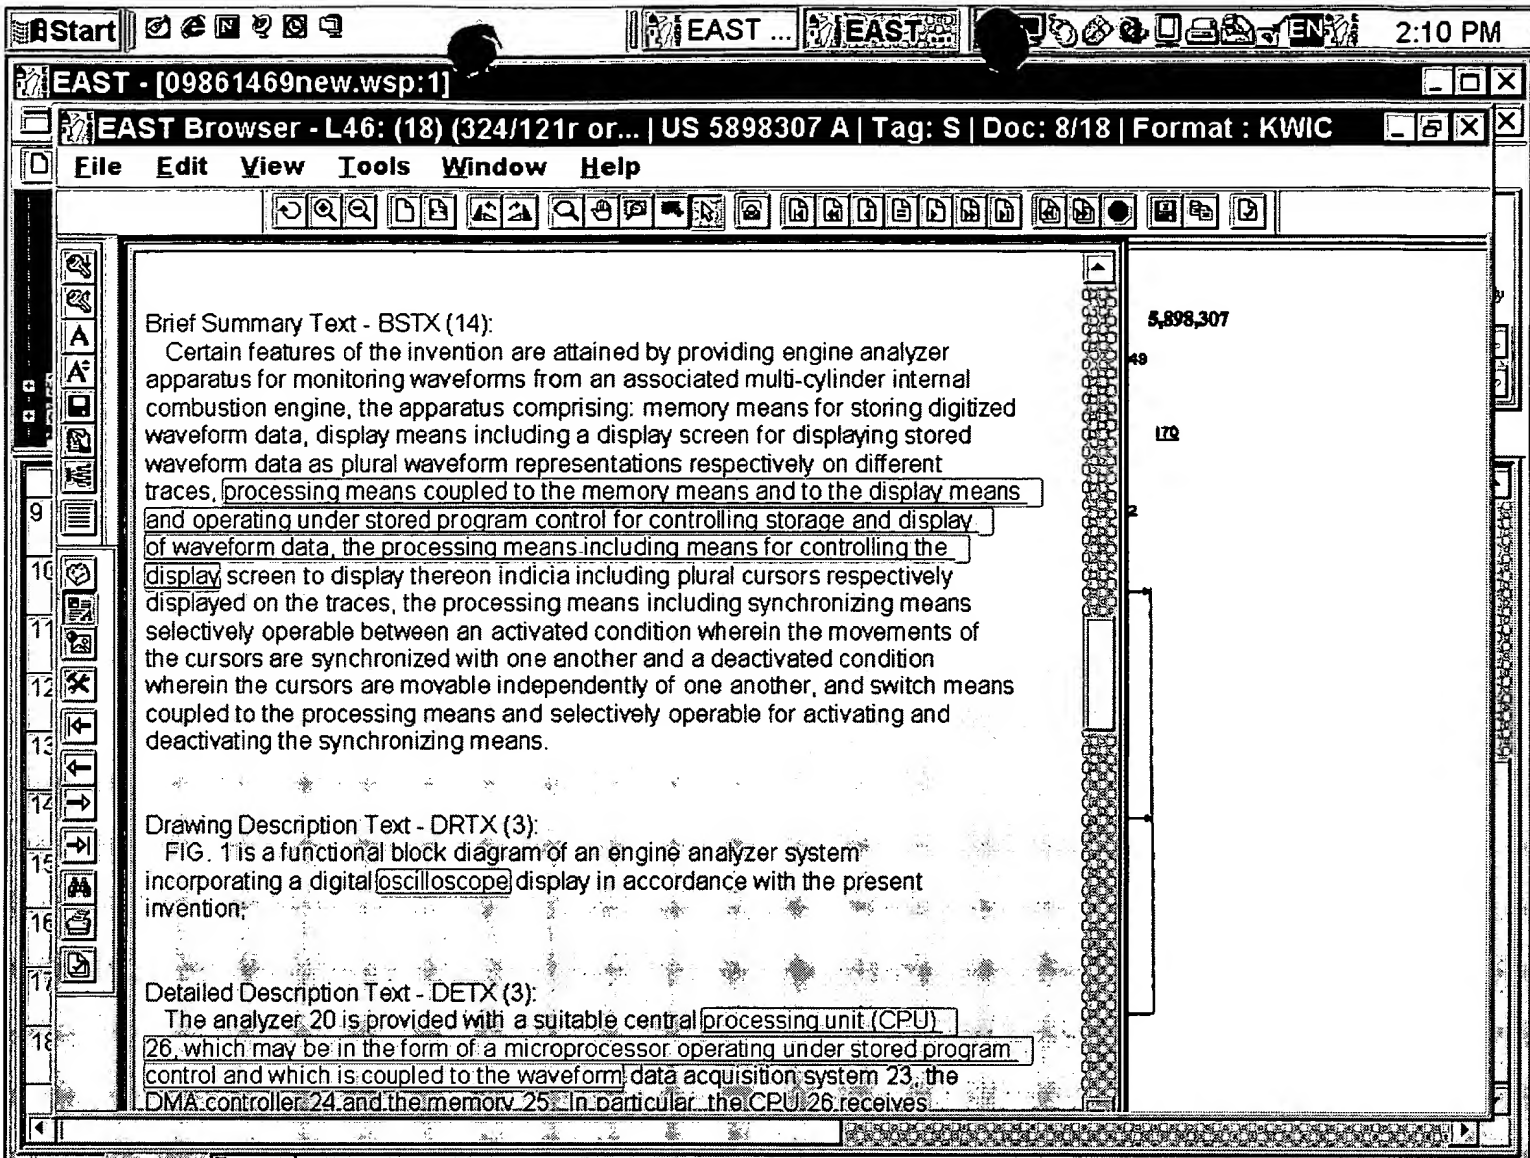 Start
EAST ...
EAST
EN
2:10 PM
EAST - [09861469new.wsp:1]
EAST Browser - L46: (18) (324/121r or... | US 5898307 A | Tag: S | Doc: 8/18 | Format : KWIC
File Edit View Tools Window Help
Brief Summary Text - BSTX (14):
Certain features of the invention are attained by providing engine analyzer
apparatus for monitoring waveforms from an associated multi-cylinder internal
combustion engine, the apparatus comprising: memory means for storing digitized
waveform data, display means including a display screen for displaying stored
waveform data as plural waveform representations respectively on different
traces, processing means coupled to the memory means and to the display means
and operating under stored program control for controlling storage and display
of waveform data, the processing means including means for controlling the
display screen to display thereon indicia including plural cursors respectively
displayed on the traces, the processing means including synchronizing means
selectively operable between an activated condition wherein the movements of
the cursors are synchronized with one another and a deactivated condition
wherein the cursors are movable independently of one another, and switch means
coupled to the processing means and selectively operable for activating and
deactivating the synchronizing means.
Drawing Description Text - DRTX (3):
FIG. 1 is a functional block diagram of an engine analyzer system
incorporating a digital oscilloscope display in accordance with the present
invention;
Detailed Description Text - DETX (3):
The analyzer 20 is provided with a suitable central processing unit (CPU)
26, which may be in the form of a microprocessor operating under stored program
control and which is coupled to the waveform data acquisition system 23, the
DMA controller 24 and the memory 25. In particular, the CPU 26 receives
5,898,307
49
170
2
9
10
11
12
13
14
15
16
17
18